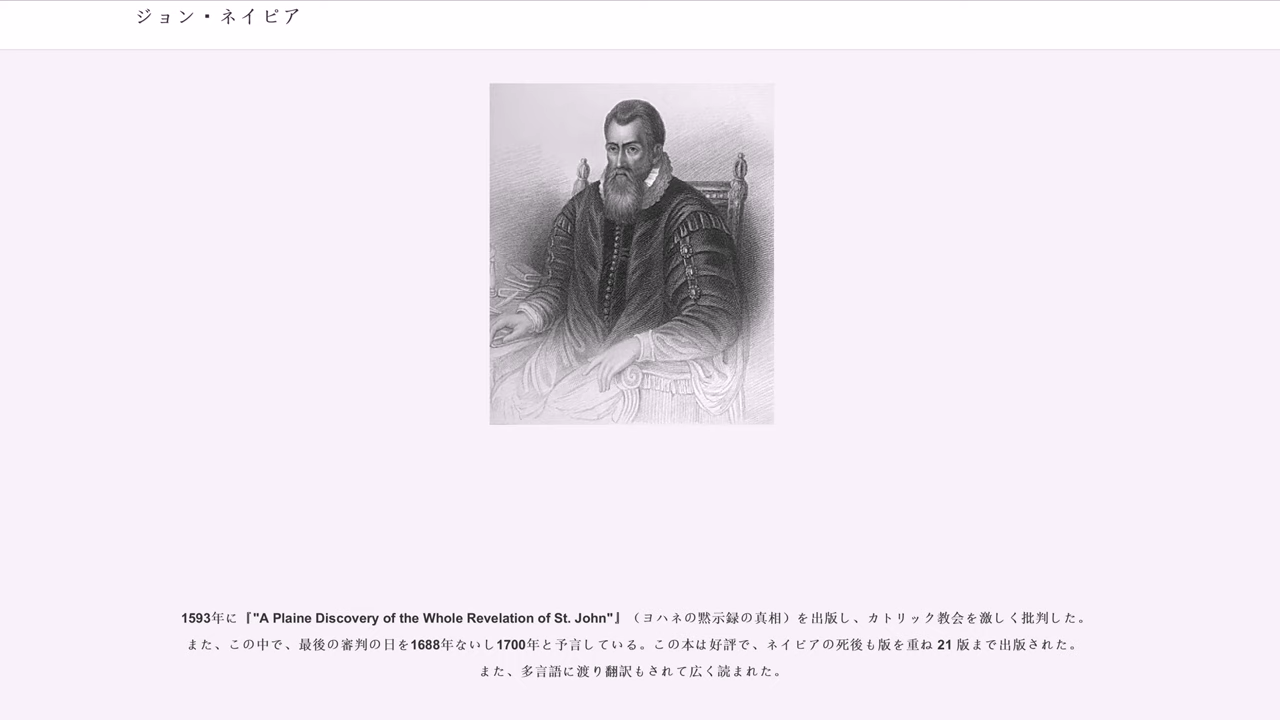 ジョン・ネイピア
1593年に『"A Plaine Discovery of the Whole Revelation of St. John"』（ヨハネの黙示録の真相）を出版し、カトリック教会を激しく批判した。
また、この中で、最後の審判の日を1688年ないし1700年と予言している。この本は好評で、ネイピアの死後も版を重ね 21 版まで出版された。
また、多言語に渡り翻訳もされて広く読まれた。